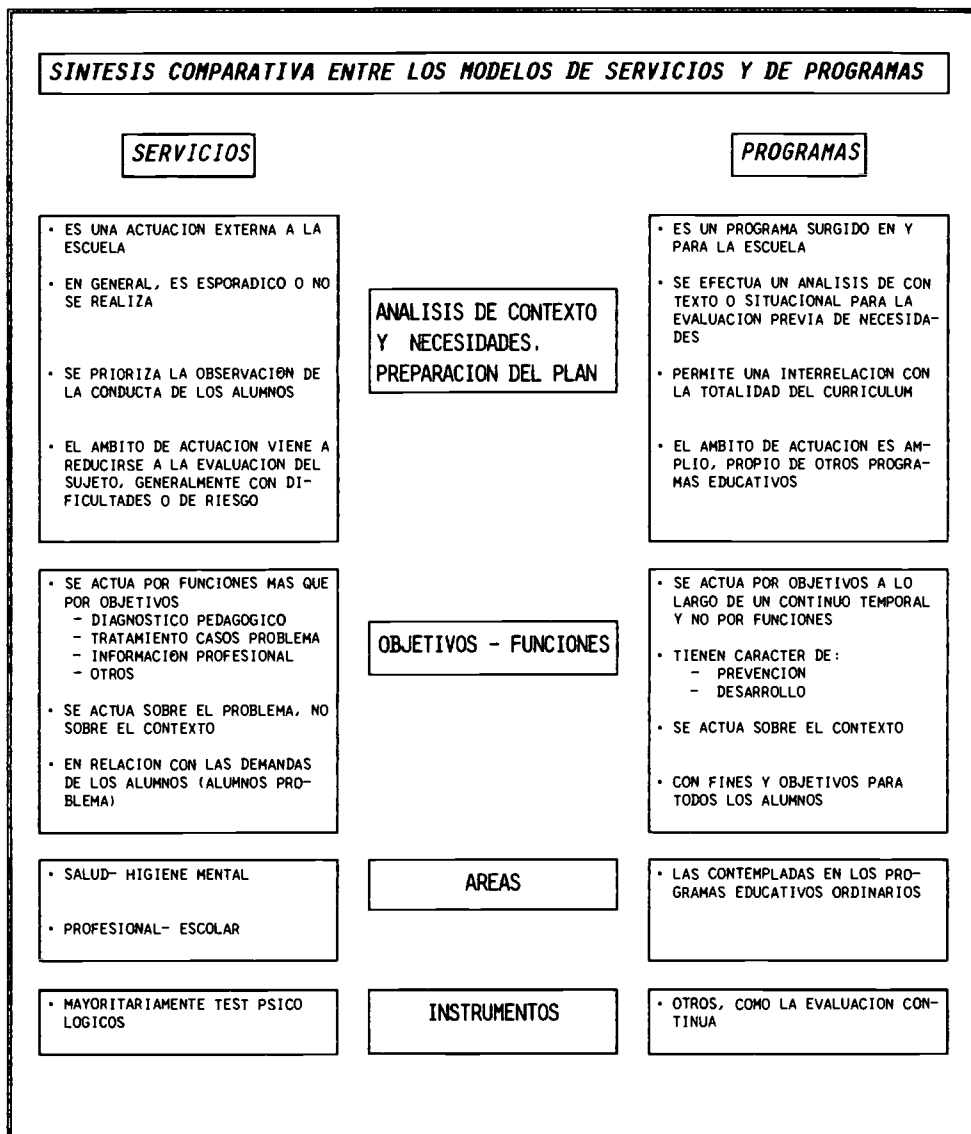 SINTESIS COMPARATIVA ENTRE LOS MODELOS DE SERVICIOS Y DE PROGRAMAS
SERVICIOS
PROGRAMAS
· ES UNA ACTUACION EXTERNA A LA
ESCUELA
· EN GENERAL, ES ESPORADICO O NO
SE REALIZA
· SE PRIORIZA LA OBSERVACION DE
LA CONDUCTA DE LOS ALUMNOS
· EL AMBITO DE ACTUACION VIENE A
REDUCIRSE A LA EVALUACION DEL
SUJETO, GENERALMENTE CON DI-
FICULTADES O DE RIESGO
ANALISIS DE CONTEXTO
Y NECESIDADES.
PREPARACION DEL PLAN
· ES UN PROGRAMA SURGIDO EN Y
PARA LA ESCUELA
· SE EFECTUA UN ANALISIS DE CON
TEXTO O SITUACIONAL PARA LA
EVALUACION PREVIA DE NECESIDA-
DES
· PERMITE UNA INTERRELACION CON
LA TOTALIDAD DEL CURRICULUM
· EL AMBITO DE ACTUACION ES AM-
PLIO, PROPIO DE OTROS PROGRA-
MAS EDUCATIVOS
· SE ACTUA POR FUNCIONES MAS QUE
POR OBJETIVOS
- DIAGNOSTICO PEDAGOGICO
- TRATAMIENTO CASOS PROBLEMA
- INFORMACION PROFESIONAL
- OTROS
· SE ACTUA SOBRE EL PROBLEMA, NO
SOBRE EL CONTEXTO
· EN RELACION CON LAS DEMANDAS
DE LOS ALUMNOS (ALUMNOS PRO-
BLEMA)
OBJETIVOS - FUNCIONES
· SE ACTUA POR OBJETIVOS A LO
LARGO DE UN CONTINUO TEMPORAL
Y NO POR FUNCIONES
· TIENEN CARACTER DE:
- PREVENCION
- DESARROLLO
· SE ACTUA SOBRE EL CONTEXTO
· CON FINES Y OBJETIVOS PARA
TODOS LOS ALUMNOS
· SALUD- HIGIENE MENTAL
· PROFESIONAL- ESCOLAR
AREAS
· LAS CONTEMPLADAS EN LOS PRO-
GRAMAS EDUCATIVOS ORDINARIOS
· MAYORITARIAMENTE TEST PSICO
LOGICOS
INSTRUMENTOS
· OTROS, COMO LA EVALUACION CON-
TINUA